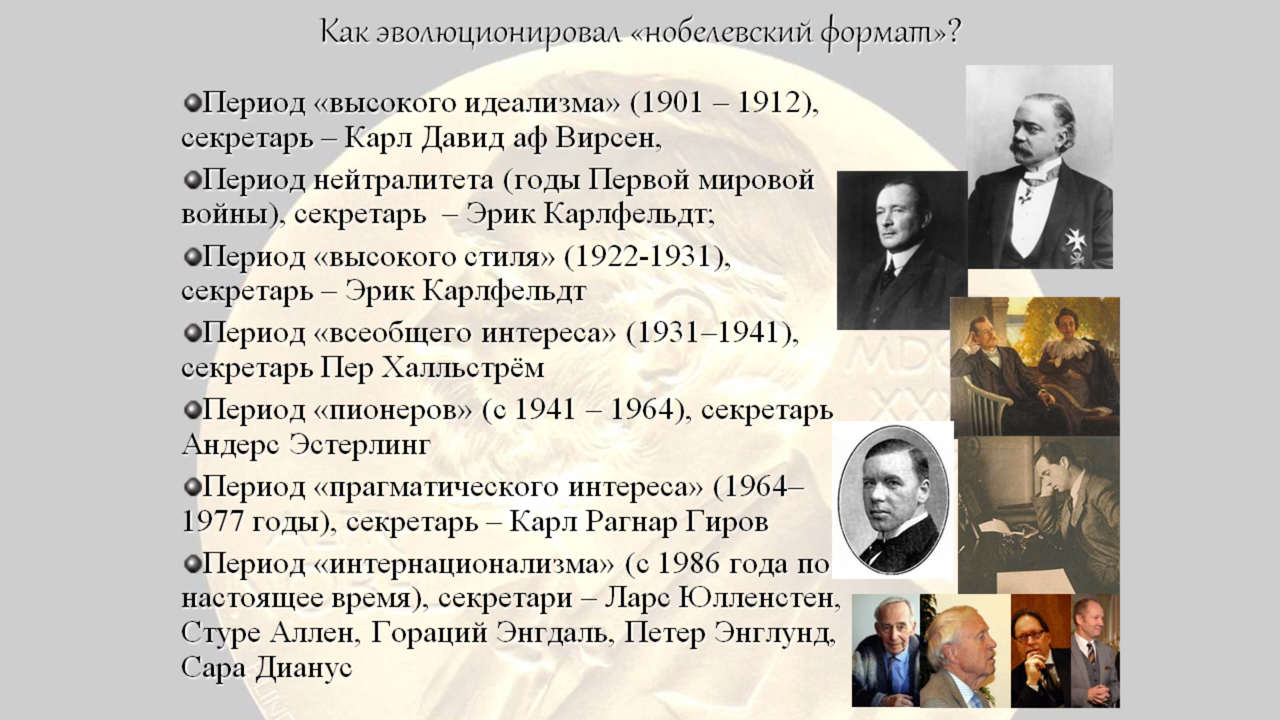 Как эволюционировал «нобелевский формат»?
Период «высокого идеализма» (1901 – 1912),
секретарь – Карл Давид аф Вирсен,
Период нейтралитета (годы Первой мировой
войны), секретарь – Эрик Карлфельдт;
Период «высокого стиля» (1922-1931),
секретарь – Эрик Карлфельдт
Период «всеобщего интереса» (1931–1941),
секретарь Пер Халльстрём
Период «пионеров» (с 1941 – 1964), секретарь
Андерс Эстерлинг
Период «прагматического интереса» (1964–
1977 годы), секретарь – Карл Рагнар Гиров
Период «интернационализма» (с 1986 года по
настоящее время), секретари – Ларс Юлленстен,
Стуре Аллен, Гораций Энгдаль, Петер Энглунд,
Сара Дианус